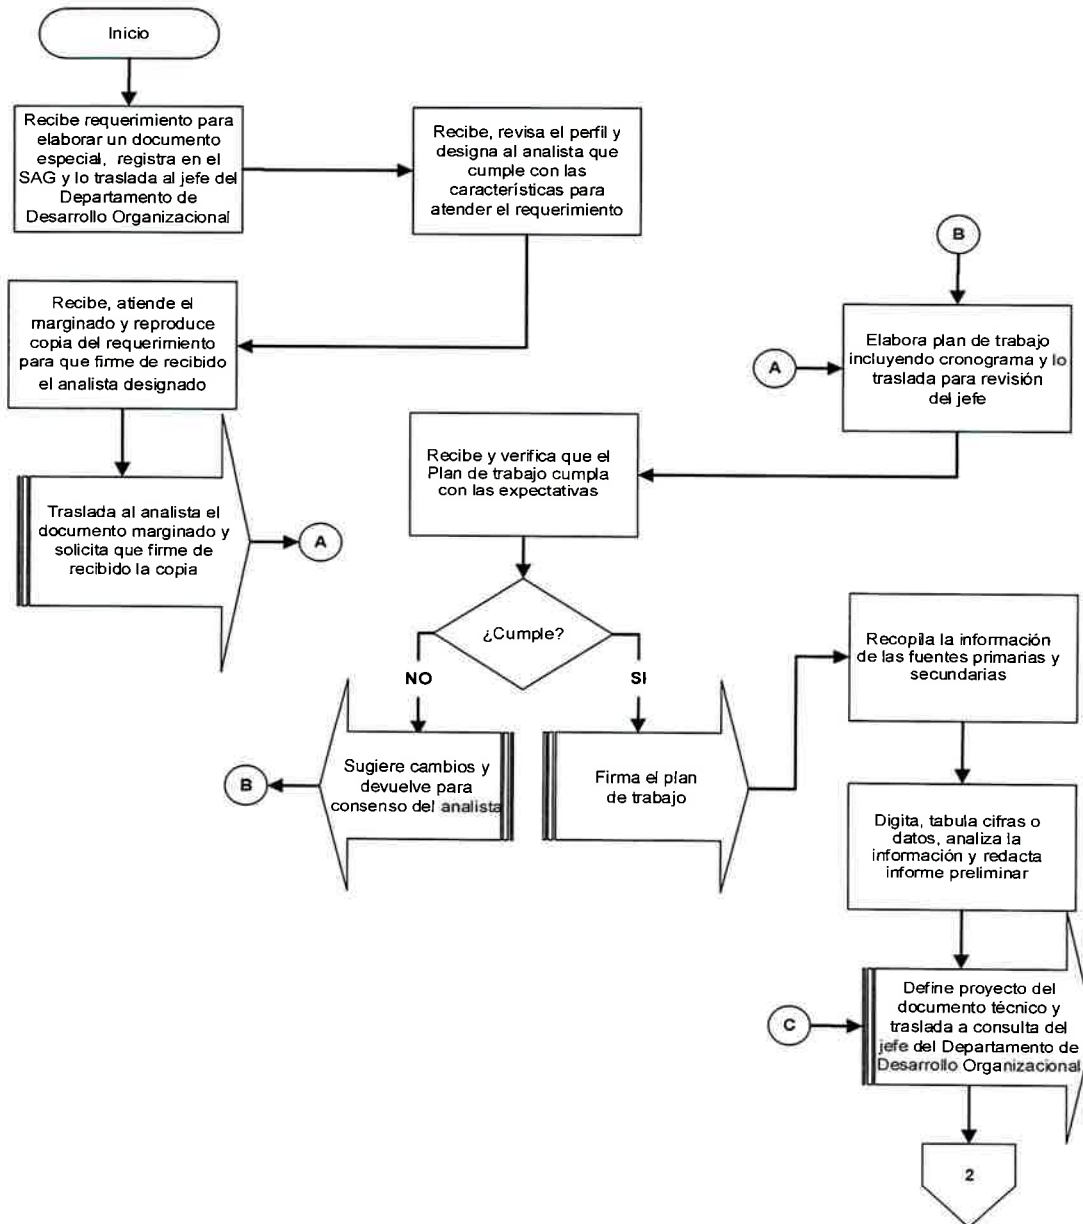 Inicio
Recibe requerimiento para
elaborar un documento
especial, registra en el
SAG y lo traslada al jefe del
Departamento de
Desarrollo Organizacional
Recibe, revisa el perfil y
designa al analista que
cumple con las
características para
atender el requerimiento
Recibe, atiende el
marginado y reproduce
copia del requerimiento
para que firme de recibido
el analista designado
Traslada al analista el
documento marginado y
solicita que firme de
recibido la copia
A
B
A
Elabora plan de trabajo
incluyendo cronograma y lo
traslada para revisión
del jefe
Recibe y verifica que el
Plan de trabajo cumpla
con las expectativas
¿Cumple?
NO
SI
B
Sugiere cambios y
devuelve para
consenso del analista
Firma el plan
de trabajo
Recopila la información
de las fuentes primarias y
secundarias
Digita, tabula cifras o
datos, analiza la
información y redacta
informe preliminar
C
Define proyecto del
documento técnico y
traslada a consulta del
jefe del Departamento de
Desarrollo Organizacional
2